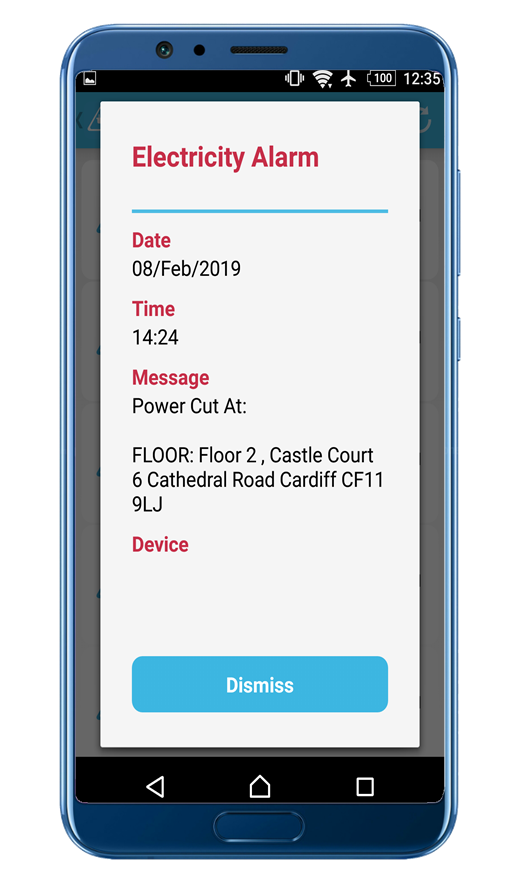 100 12:35
Electricity Alarm
Date
08/Feb/2019
Time
14:24
Message
Power Cut At:
FLOOR: Floor 2 , Castle Court
6 Cathedral Road Cardiff CF11
9LJ
Device
Dismiss